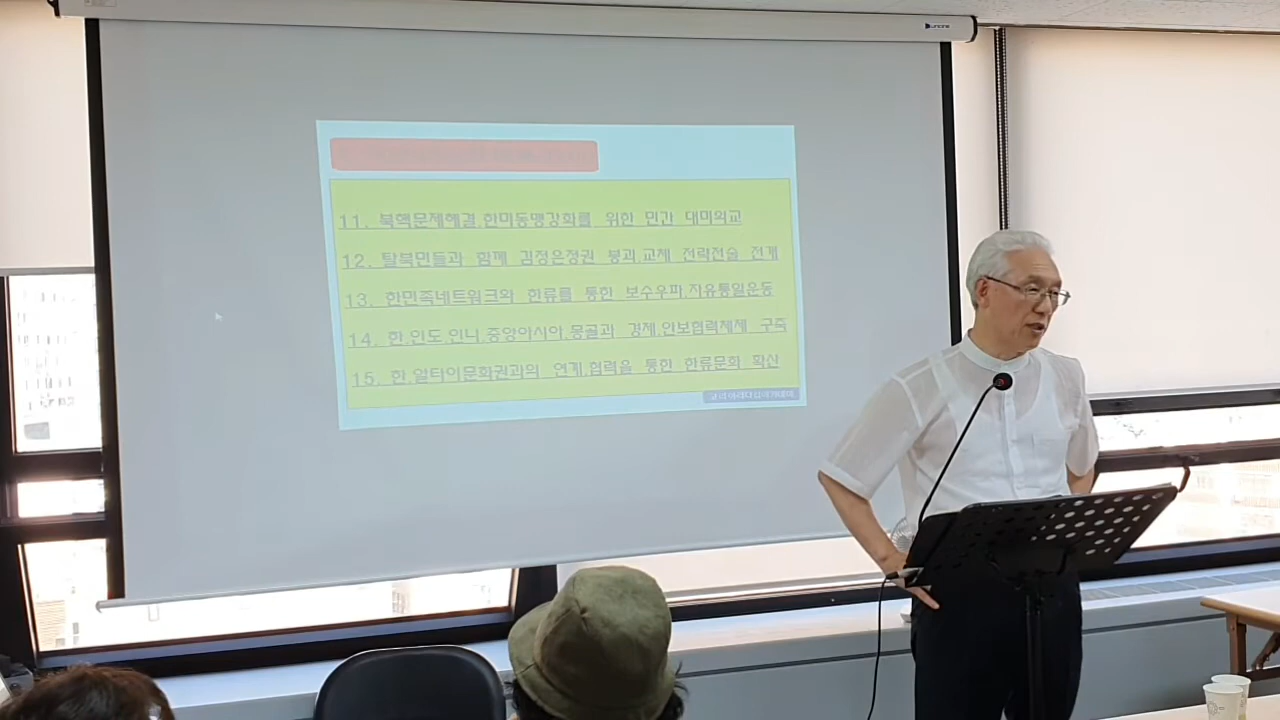 11. 북핵문제해결.한미동맹강화를 위한 민간 대미외교
12. 탈북민들과 함께 김정은정권 붕괴.교체 전략전술 전개
13. 한민족네트워크와 한류를 통한 보수우파.자유통일운동
14. 한.인도.인니.중앙아시아.몽골과 경제.안보협력체제 구축
15. 한.알타이문화권과의 연계.협력을 통한 한류문화 확산